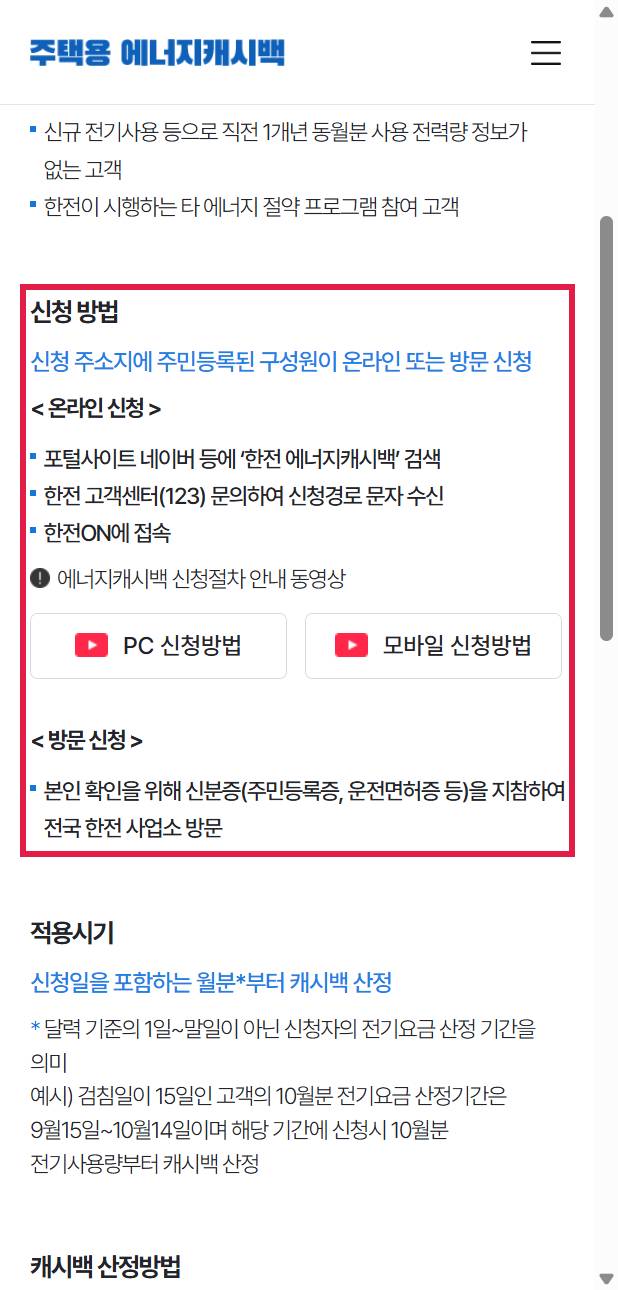 주택용 에너지캐시백
신규 전기사용 등으로 직전 1개년 동월분 사용 전력량 정보가
없는 고객
한전이 시행하는 타 에너지 절약 프로그램 참여 고객
신청 방법
신청 주소지에 주민등록된 구성원이 온라인 또는 방문 신청
< 온라인 신청 >
포털사이트 네이버 등에 ‘한전 에너지캐시백’ 검색
한전 고객센터(123) 문의하여 신청경로 문자 수신
한전ON에 접속
에너지캐시백 신청절차 안내 동영상
PC 신청방법
모바일 신청방법
< 방문 신청 >
본인 확인을 위해 신분증(주민등록증, 운전면허증 등)을 지참하여
전국 한전 사업소 방문
적용시기
신청일을 포함하는 월분*부터 캐시백 산정
* 달력 기준의 1일~말일이 아닌 신청자의 전기요금 산정 기간을
의미
예시) 검침일이 15일인 고객의 10월분 전기요금 산정기간은
9월15일~10월14일이며 해당 기간에 신청시 10월분
전기사용량부터 캐시백 산정
캐시백 산정방법